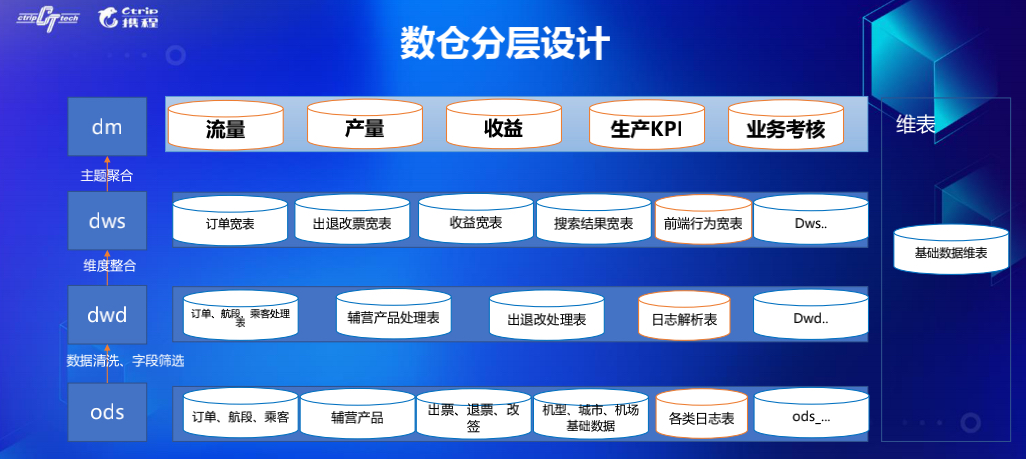 ctrip tech
Ctrip
携程
数仓分层设计
dm
流量
产量
收益
生产KPI
业务考核
维表
主题聚合
dws
订单宽表
出退改票宽表
收益宽表
搜索结果宽表
前端行为宽表
Dws..
基础数据维表
维度整合
dwd
订单、航段、乘客处理
表
辅营产品处理表
出退改处理表
日志解析表
Dwd..
数据清洗、字段筛选
ods
订单、航段、乘客
辅营产品
出票、退票、改
签
机型、城市、机场
基础数据
各类日志表
ods_...